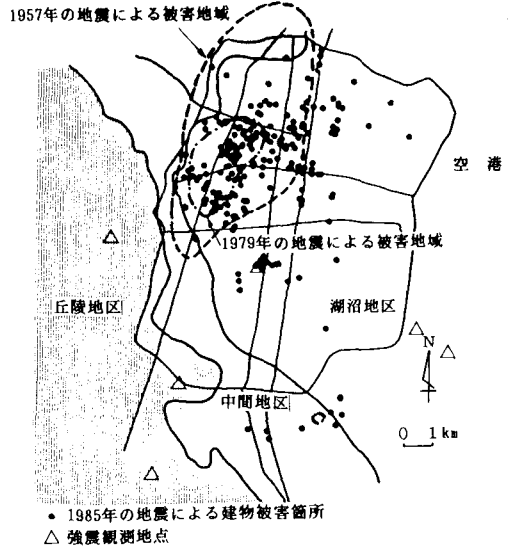 1957年の地震による被害地域
空港
1979年の地震による被害地域
丘陵地区
湖沼地区
N
中間地区
0 1km
• 1985年の地震による建物被害箇所
△ 強震観測地点